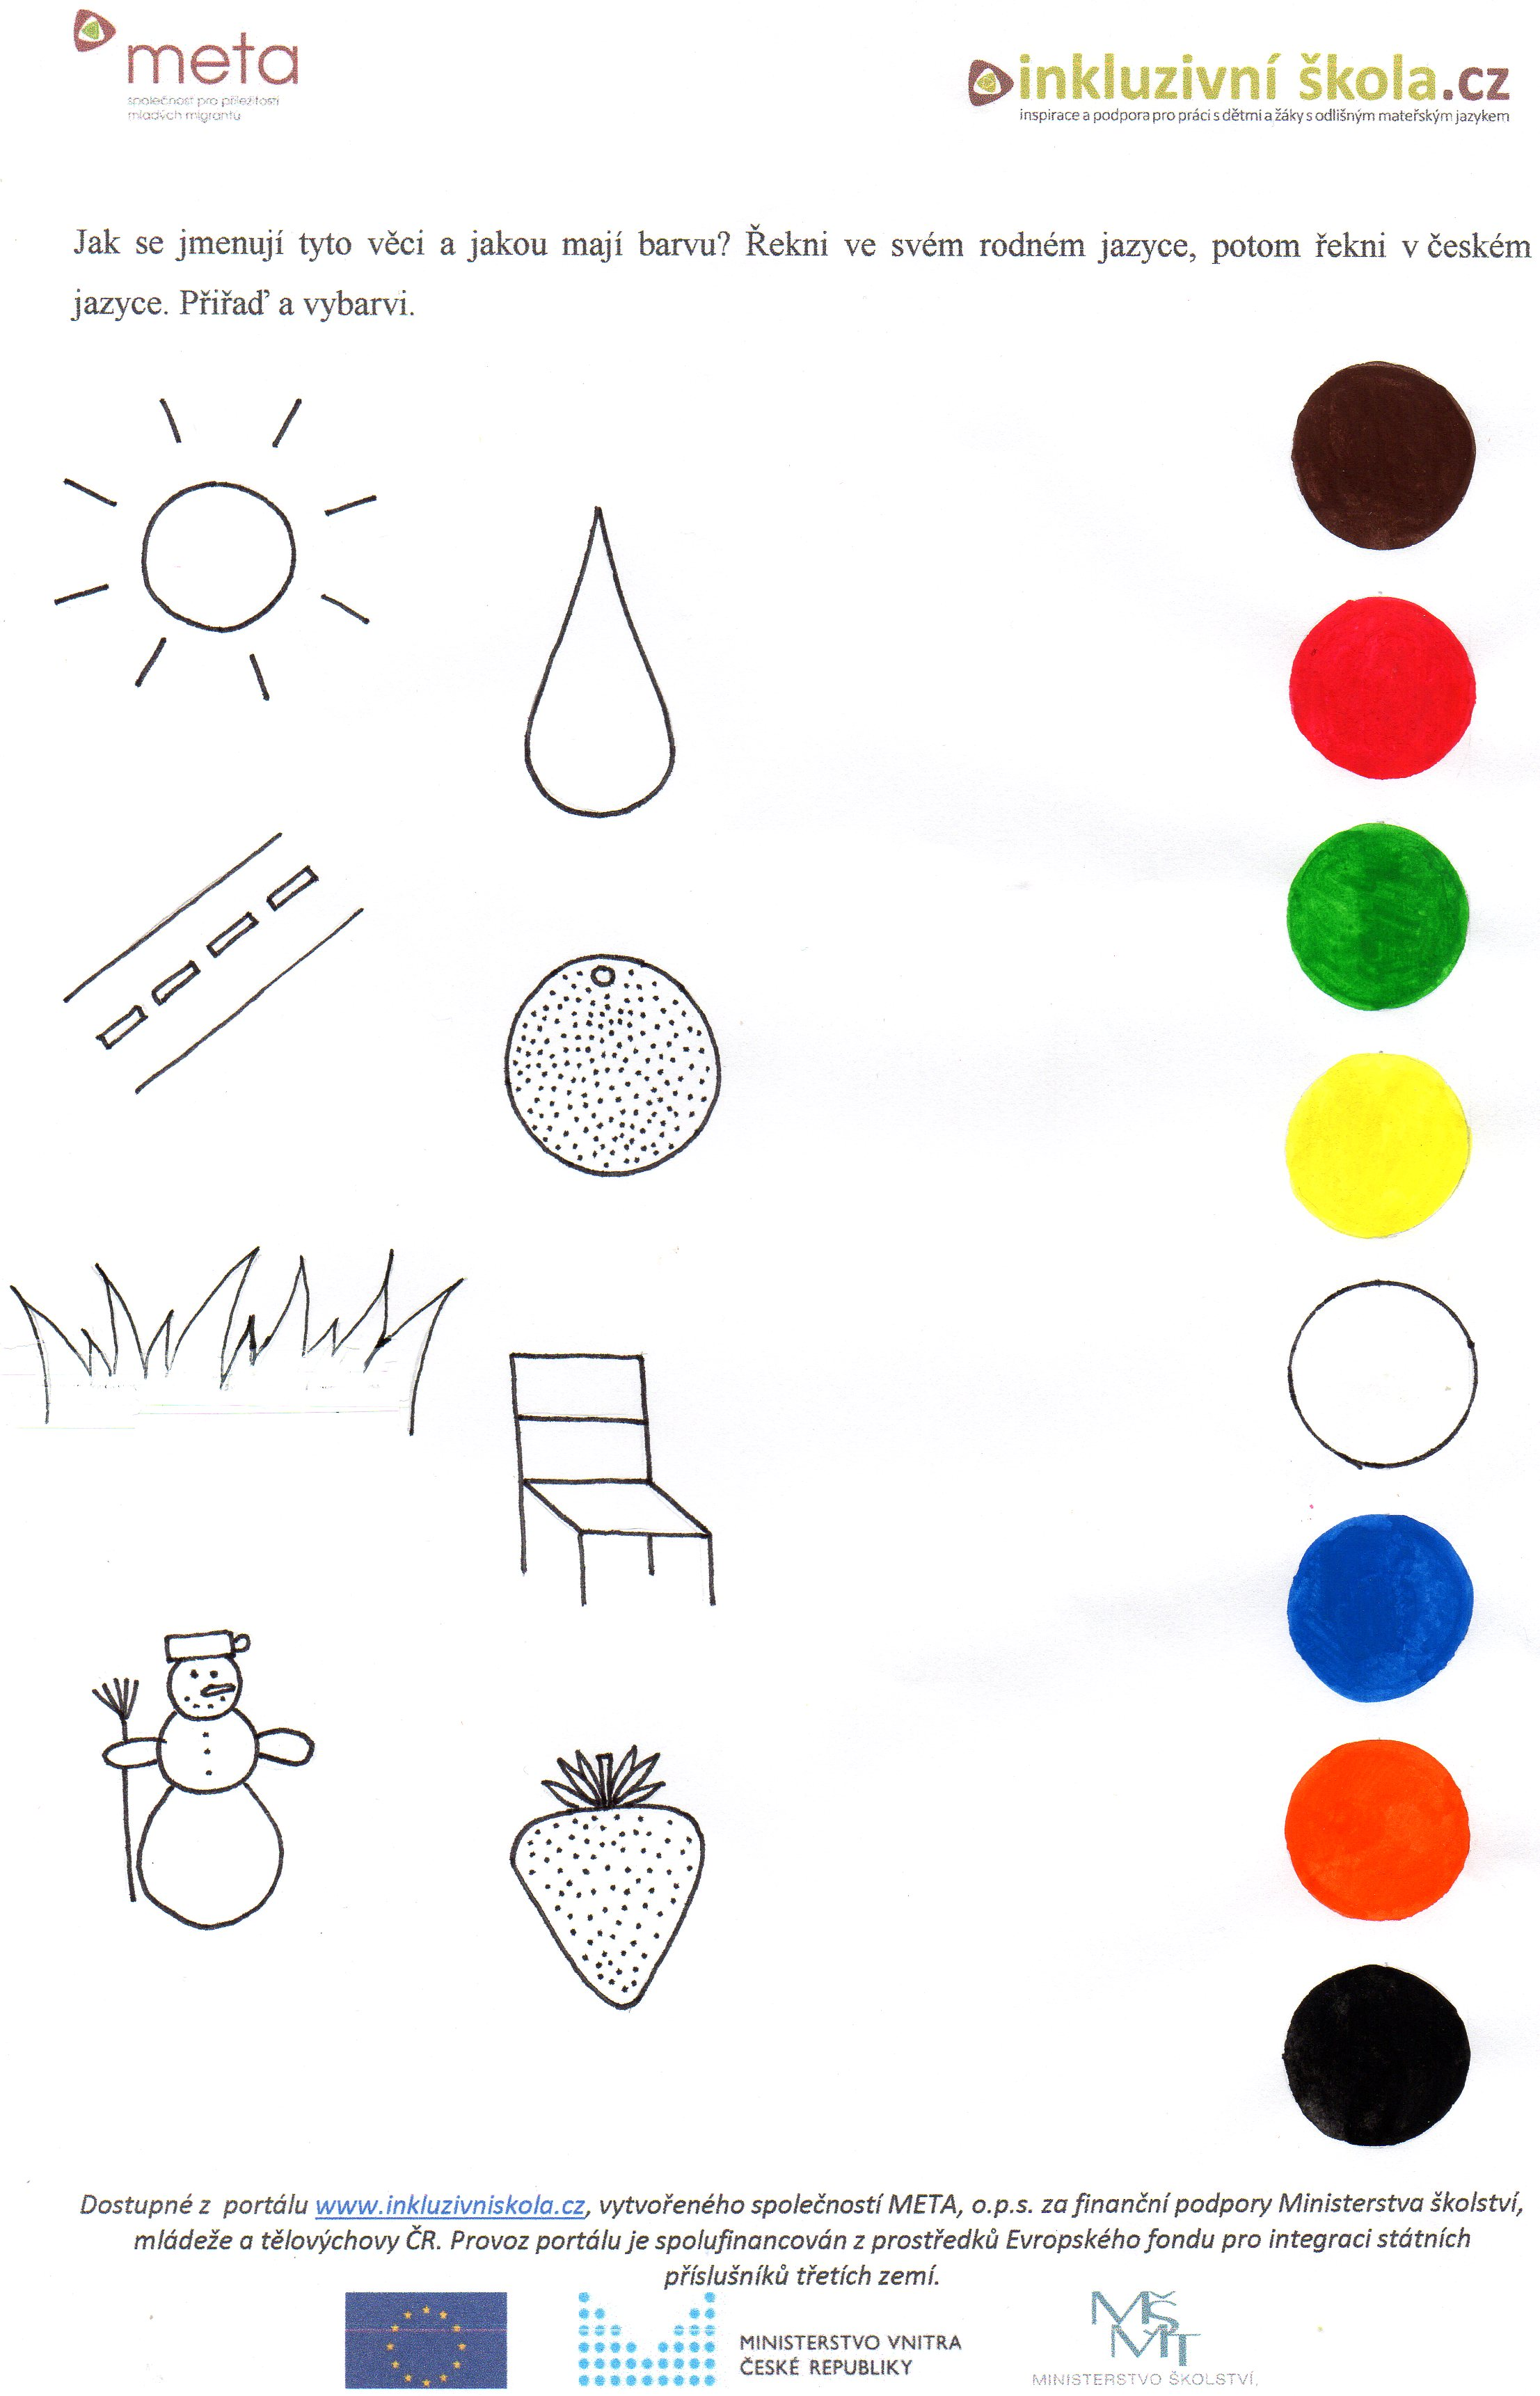 meta
společnost pro příležitosti
mladých migrantů
inkluzivní škola.cz
inspirace a podpora pro práci s dětmi a žáky s odlišným mateřským jazykem
Jak se jmenují tyto věci a jakou mají barvu? Řekni ve svém rodném jazyce, potom řekni v českém
jazyce. Přiřaď a vybarvi.
Dostupné z portálu www.inkluzivniskola.cz, vytvořeného společností META, o.p.s. za finanční podpory Ministerstva školství,
mládeže a tělovýchovy ČR. Provoz portálu je spolufinancován z prostředků Evropského fondu pro integraci státních
příslušníků třetích zemí.
MINISTERSTVO VNITRA
ČESKÉ REPUBLIKY
MŠ
MT
MINISTERSTVO ŠKOLSTVÍ,